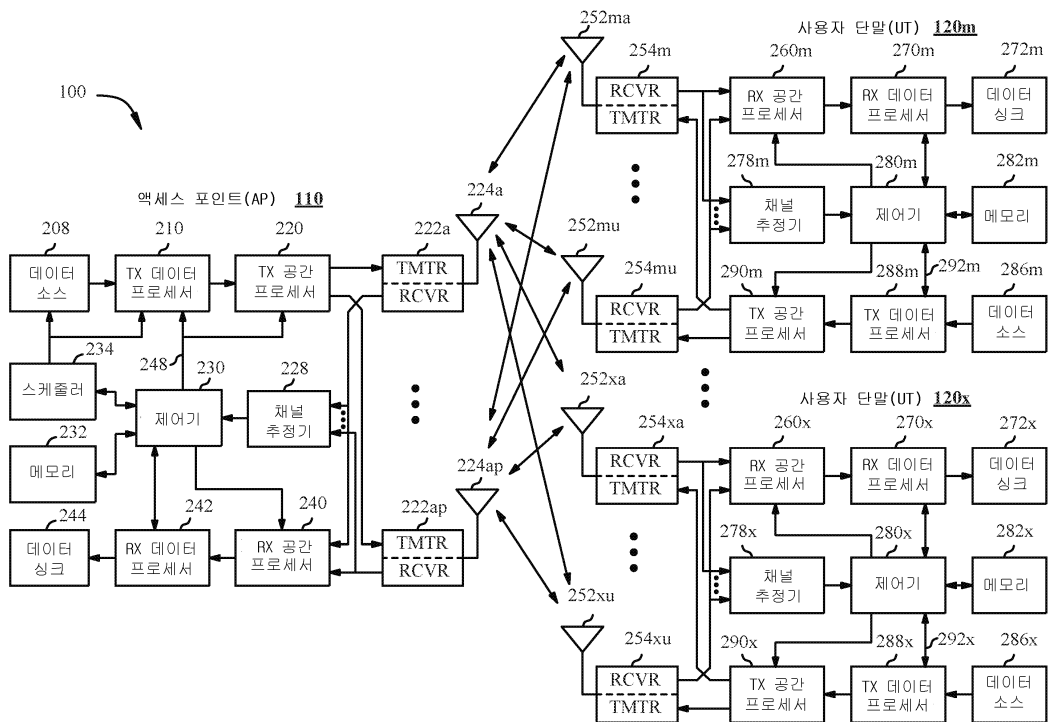 100
액세스 포인트(AP) 110
208
데이터
소스
210
TX 데이터
프로세서
220
TX 공간
프로세서
222a
TMTR
RCVR
224a
234
스케줄러
248
230
제어기
228
채널
추정기
232
메모리
244
데이터
싱크
242
RX 데이터
프로세서
240
RX 공간
프로세서
222ap
TMTR
RCVR
224ap
사용자 단말(UT) 120m
252ma
254m
RCVR
TMTR
260m
RX 공간
프로세서
270m
RX 데이터
프로세서
272m
데이터
싱크
278m
채널
추정기
280m
제어기
282m
메모리
252mu
254mu
RCVR
TMTR
290m
TX 공간
프로세서
288m
TX 데이터
프로세서
292m
286m
데이터
소스
사용자 단말(UT) 120x
252xa
254xa
RCVR
TMTR
260x
RX 공간
프로세서
270x
RX 데이터
프로세서
272x
데이터
싱크
278x
채널
추정기
280x
제어기
282x
메모리
252xu
254xu
RCVR
TMTR
290x
TX 공간
프로세서
288x
TX 데이터
프로세서
292x
286x
데이터
소스